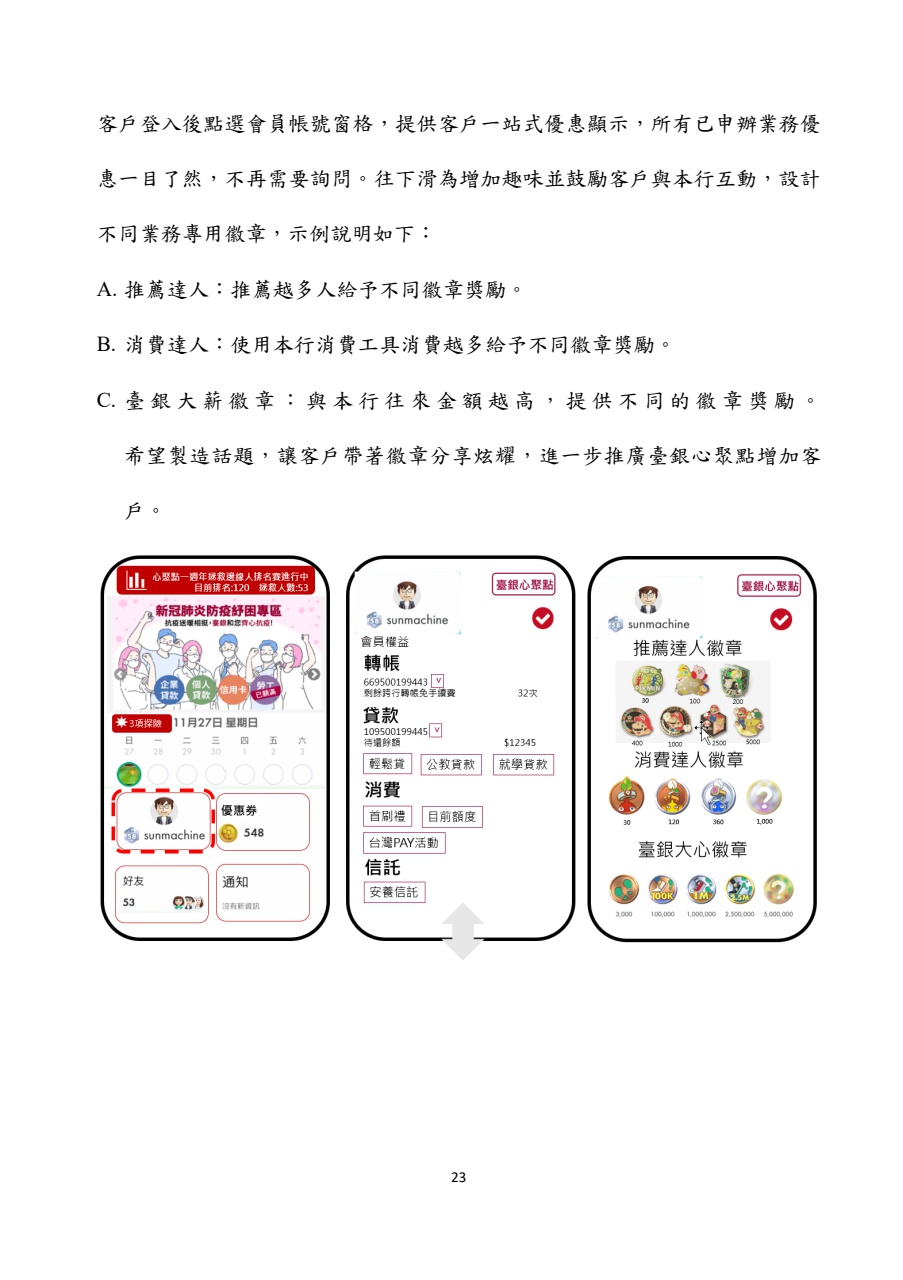 客戶登入後點選會員帳號窗格，提供客戶一站式優惠顯示，所有已申辦業務優
惠一目了然，不再需要詢問。往下滑為增加趣味並鼓勵客戶與本行互動，設計
不同業務專用徽章，示例說明如下：
A. 推薦達人：推薦越多人給予不同徽章獎勵。
B. 消費達人：使用本行消費工具消費越多給予不同徽章獎勵。
C. 臺銀大薪徽章：與本行往來金額越高，提供不同的徽章獎勵。
希望製造話題，讓客戶帶著徽章分享炫耀，進一步推廣臺銀心聚點增加客
戶。
心聚點一週年拯救邊緣人排名賽進行中
目前排名:120 拯救人數:53
新冠肺炎防疫紓困專區
抗疫送暖相挺，臺銀和您齊心抗疫!
企業貸款
個人貸款
信用卡
勞工
已額滿
3項探險
11月27日 星期日
日 一 二 三 四 五 六
27 28 29 30 1 2 3
58 sunmachine
優惠券
548
好友
53
通知
沒有新資訊
臺銀心聚點
58 sunmachine
會員權益
轉帳
669500199443 v
剩餘跨行轉帳免手續費 32次
貸款
109500199445 v
待還餘額 $12345
輕鬆貸 公教貸款 就學貸款
消費
首刷禮 目前額度
台灣PAY活動
信託
安養信託
臺銀心聚點
58 sunmachine
推薦達人徽章
PIKMIN
30 100 200
400 1000 2500 5000
消費達人徽章
?
30 120 360 1,000
臺銀大心徽章
100K 1M 2.5M ?
3,000 100,000 1,000,000 2,500,000 5,000,000
23